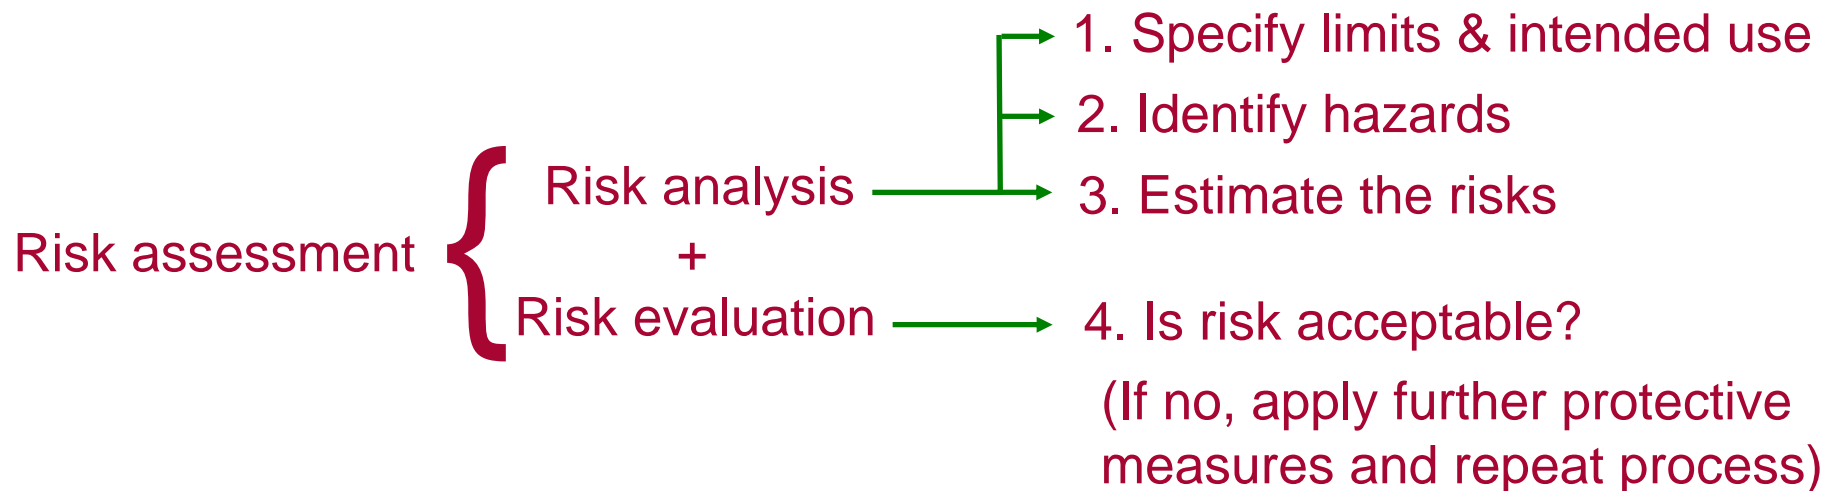 1. Specify limits & intended use
2. Identify hazards
Risk analysis
3. Estimate the risks
Risk assessment
{
+
Risk evaluation
4. Is risk acceptable?
(If no, apply further protective
measures and repeat process)